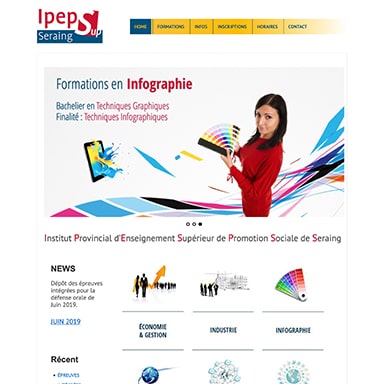 Ipeps
Seraing Sup
HOME FORMATIONS INFOS INSCRIPTIONS HORAIRES CONTACT
Formations en Infographie
Bachelier en Techniques Graphiques
Finalité : Techniques Infographiques
Institut Provincial d'Enseignement Supérieur de Promotion Sociale de Seraing
NEWS
Dépôt des épreuves
intégrées pour la
défense orale de
Juin 2019.
JUIN 2019
ÉCONOMIE
& GESTION
INDUSTRIE
INFOGRAPHIE
Récent
ÉPREUVES